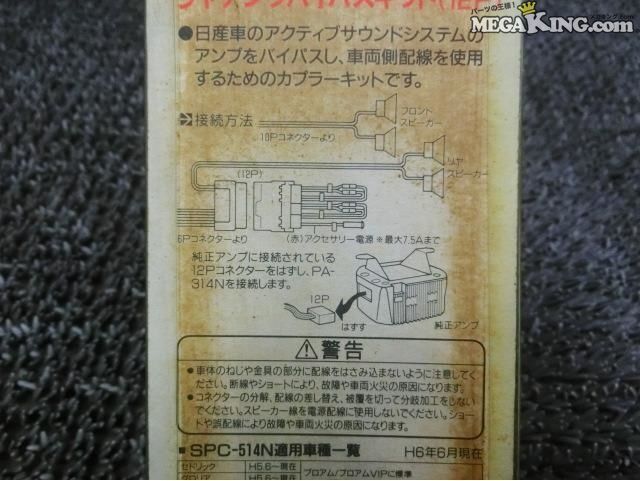 パーツの王様!
MEGAKING.com
●日産車のアクティブサウンドシステムの
アンプをバイパスし、車両側配線を使用
するためのカプラーキットです。
接続方法
フロント
スピーカー
10Pコネクターより
リヤ
スピーカー
(12P)
6Pコネクターより
(赤)アクセサリー電源 ※最大7.5Aまで
純正アンプに接続されている
12Pコネクターをはずし、PA-
314Nを接続します。
12P
はずす
純正アンプ
警告
●車体のねじや金具の部分に配線をはさみ込まないように注意してく
ださい。断線やショートにより、故障や車両火災の原因になります。
●コネクターの分解、配線の差し替え、被覆を切って分岐加工をしない
でください。スピーカー線を電源配線に使用しないでください。ショート
や誤配線により故障や車両火災の原因になります。
■SPC-514N適用車種一覧 H6年6月現在
セドリック H5.6〜現在 ブロアム/ブロアムVIPに標準
グロリア H5.6〜現在